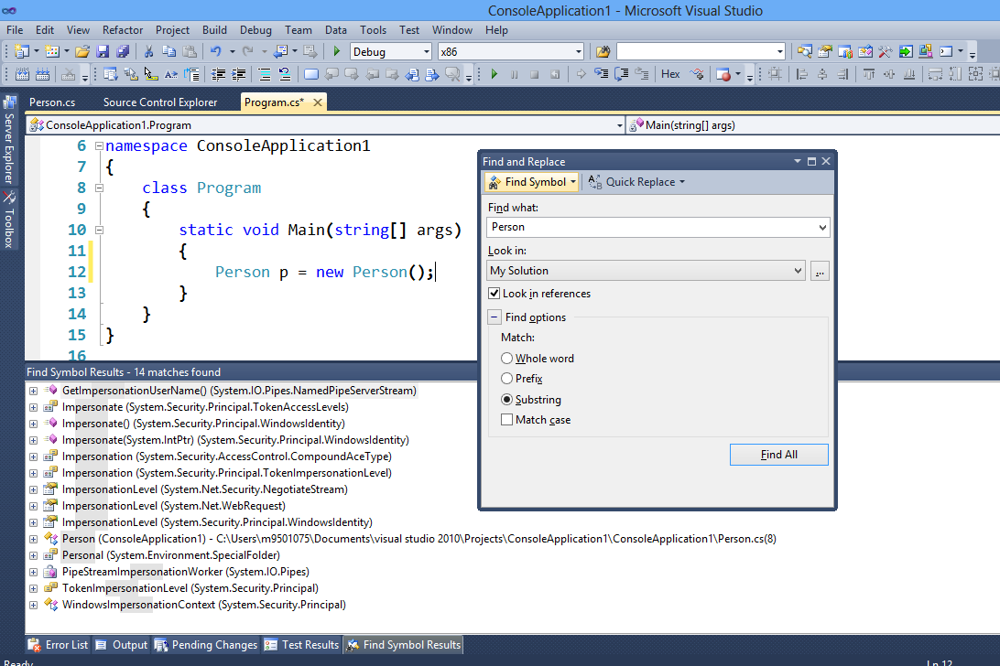 ConsoleApplication1 - Microsoft Visual Studio
File Edit View Refactor Project Build Debug Team Data Tools Test Window Help
Debug x86
Hex
Server Explorer
Toolbox
Person.cs Source Control Explorer Program.cs*
ConsoleApplication1.Program Main(string[] args)
6 namespace ConsoleApplication1
7 {
8 class Program
9 {
10 static void Main(string[] args)
11 {
12 Person p = new Person();
13 }
14 }
15 }
16
Find and Replace
Find Symbol Quick Replace
Find what:
Person
Look in:
My Solution ...
Look in references
Find options
Match:
Whole word
Prefix
Substring
Match case
Find All
Find Symbol Results - 14 matches found
GetImpersonationUserName() (System.IO.Pipes.NamedPipeServerStream)
Impersonate (System.Security.Principal.TokenAccessLevels)
Impersonate() (System.Security.Principal.WindowsIdentity)
Impersonate(System.IntPtr) (System.Security.Principal.WindowsIdentity)
Impersonation (System.Security.AccessControl.CompoundAceType)
Impersonation (System.Security.Principal.TokenImpersonationLevel)
ImpersonationLevel (System.Net.Security.NegotiateStream)
ImpersonationLevel (System.Net.WebRequest)
ImpersonationLevel (System.Security.Principal.WindowsIdentity)
Person (ConsoleApplication1) - C:\Users\m9501075\Documents\visual studio 2010\Projects\ConsoleApplication1\ConsoleApplication1\Person.cs(8)
Personal (System.Environment.SpecialFolder)
PipeStreamImpersonationWorker (System.IO.Pipes)
TokenImpersonationLevel (System.Security.Principal)
WindowsImpersonationContext (System.Security.Principal)
Error List Output Pending Changes Test Results Find Symbol Results
Ready Ln 12